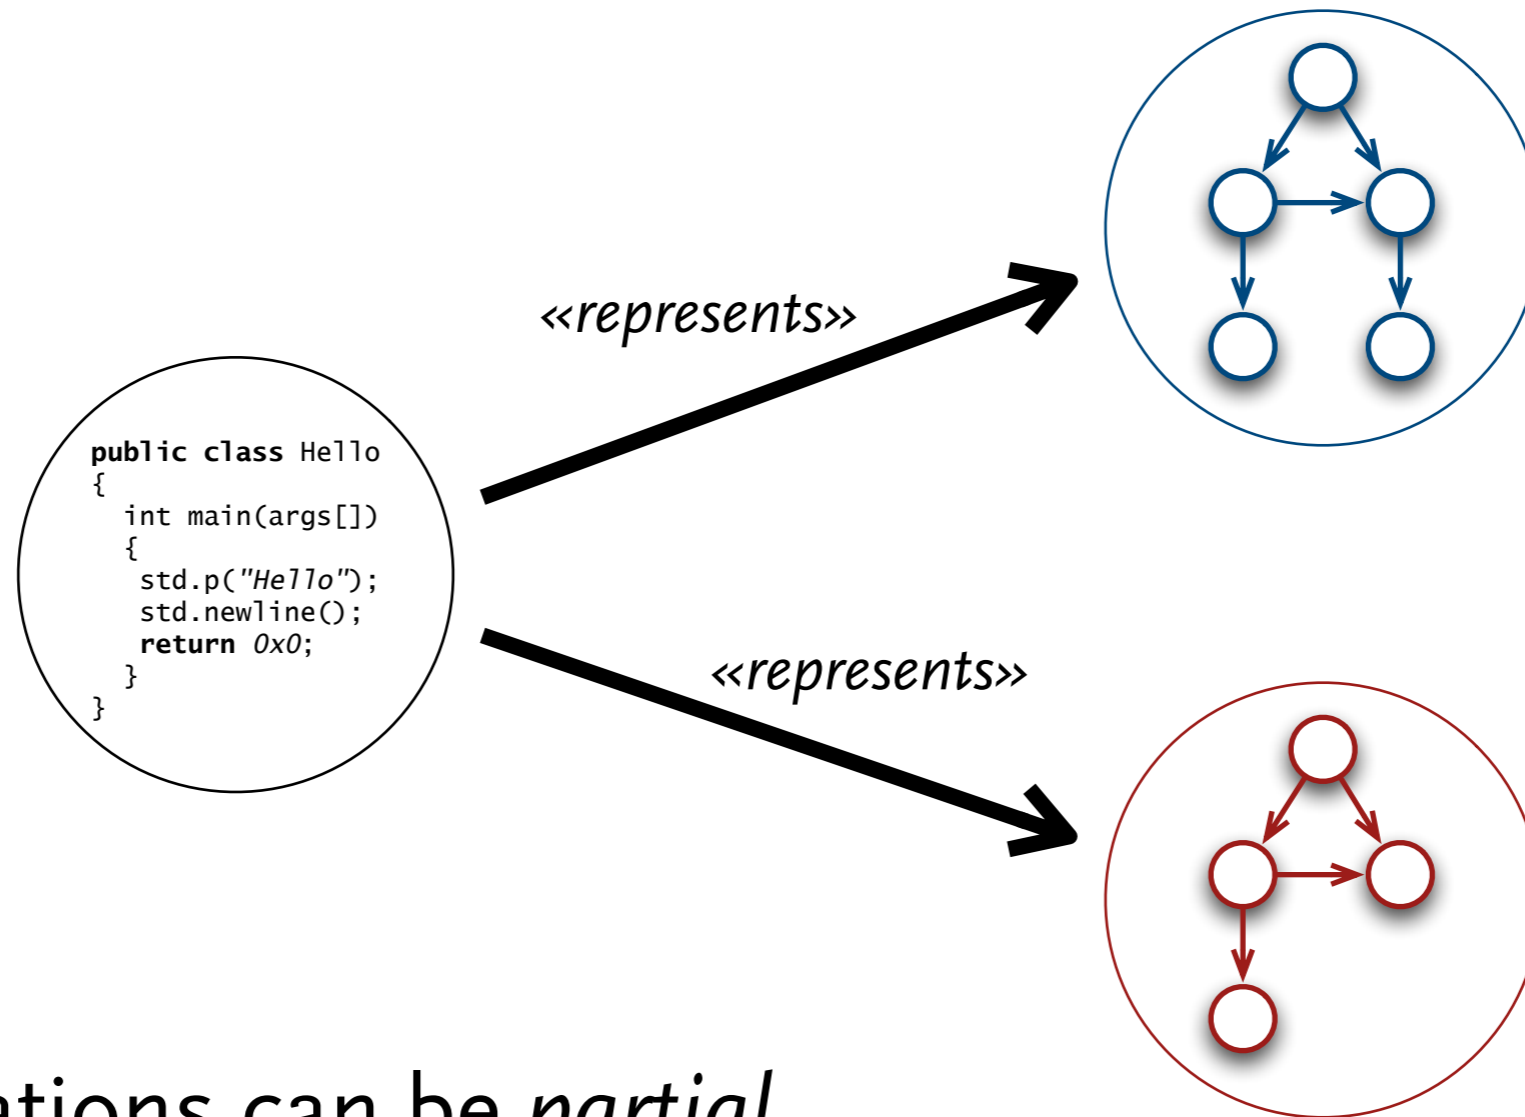 «represents»
public class Hello
{
int main(args[])
{
std.p("Hello");
std.newline();
return 0x0;
}
}
«represents»
can be partial